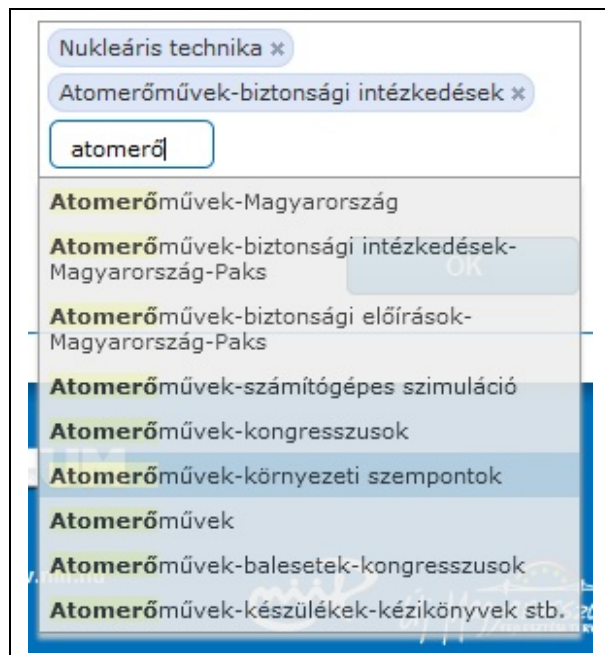 Nukleáris technika ×
Atomerőművek-biztonsági intézkedések ×
atomerő
Atomerőművek-Magyarország
Atomerőművek-biztonsági intézkedések-
Magyarország-Paks
OK
Atomerőművek-biztonsági előírások-
Magyarország-Paks
Atomerőművek-számítógépes szimuláció
Atomerőművek-kongresszusok
Atomerőművek-környezeti szempontok
Atomerőművek
Atomerőművek-balesetek-kongresszusok
Atomerőművek-készülékek-kézikönyvek stb.